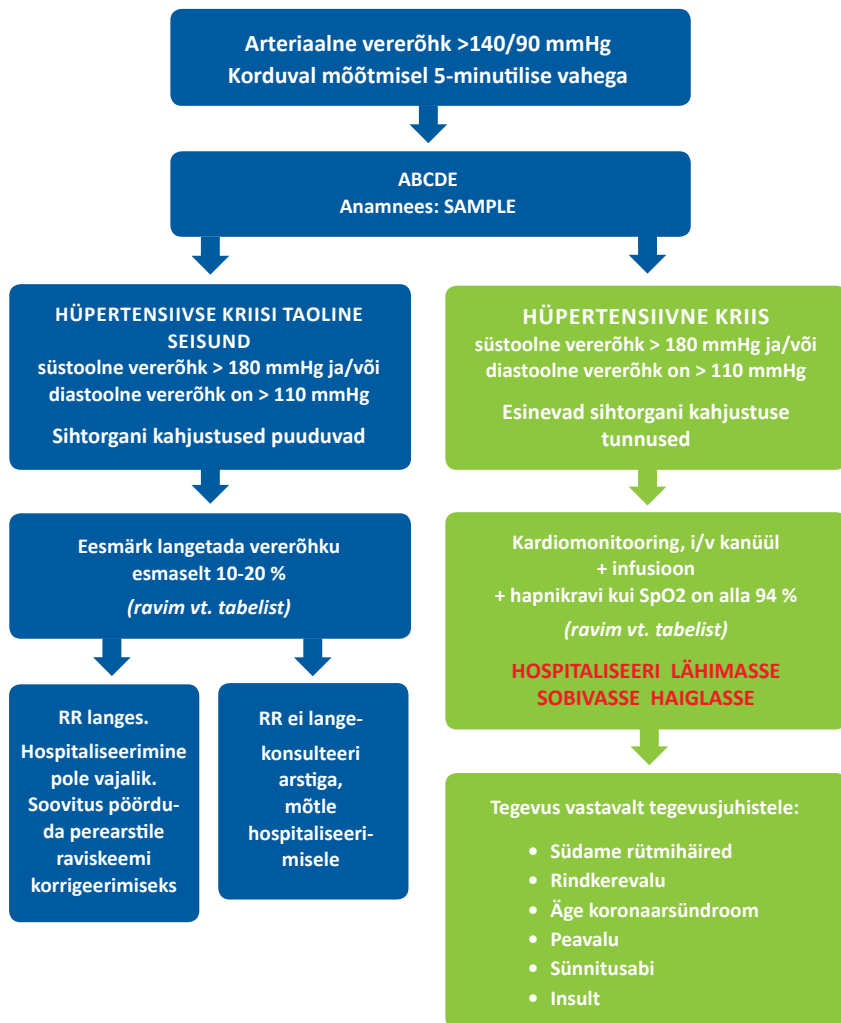 Arteriaalne vererõhk >140/90 mmHg
Korduval mõõtmisel 5-minutilise vahega
ABCDE
Anamnees: SAMPLE
HÜPERTENSIIVSE KRIISI TAOLINE
SEISUND
süstoolne vererõhk > 180 mmHg ja/või
diastoolne vererõhk on > 110 mmHg
Sihtorgani kahjustused puuduvad
HÜPERTENSIIVNE KRIIS
süstoolne vererõhk > 180 mmHg ja/või
diastoolne vererõhk on > 110 mmHg
Esinevad sihtorgani kahjustuse
tunnused
Eesmärk langetada vererõhku
esmaselt 10-20 %
(ravim vt. tabelist)
Kardiomonitooring, i/v kanüül
+ infusioon
+ hapnikravi kui SpO2 on alla 94 %
(ravim vt. tabelist)
HOSPITALISEERI LÄHIMASSE
SOBIVASSE HAIGLASSE
RR langes.
Hospitaliseerimine
pole vajalik.
Soovitus pöördu-
da perearstile
raviskeemi
korrigeerimiseks
RR ei lange-
konsulteeri
arstiga,
mõtle
hospitaliseeri-
misele
Tegevus vastavalt tegevusjuhistele:
• Südame rütmihäired
• Rindkerevalu
• Äge koronaarsündroom
• Peavalu
• Sünnitusabi
• Insult